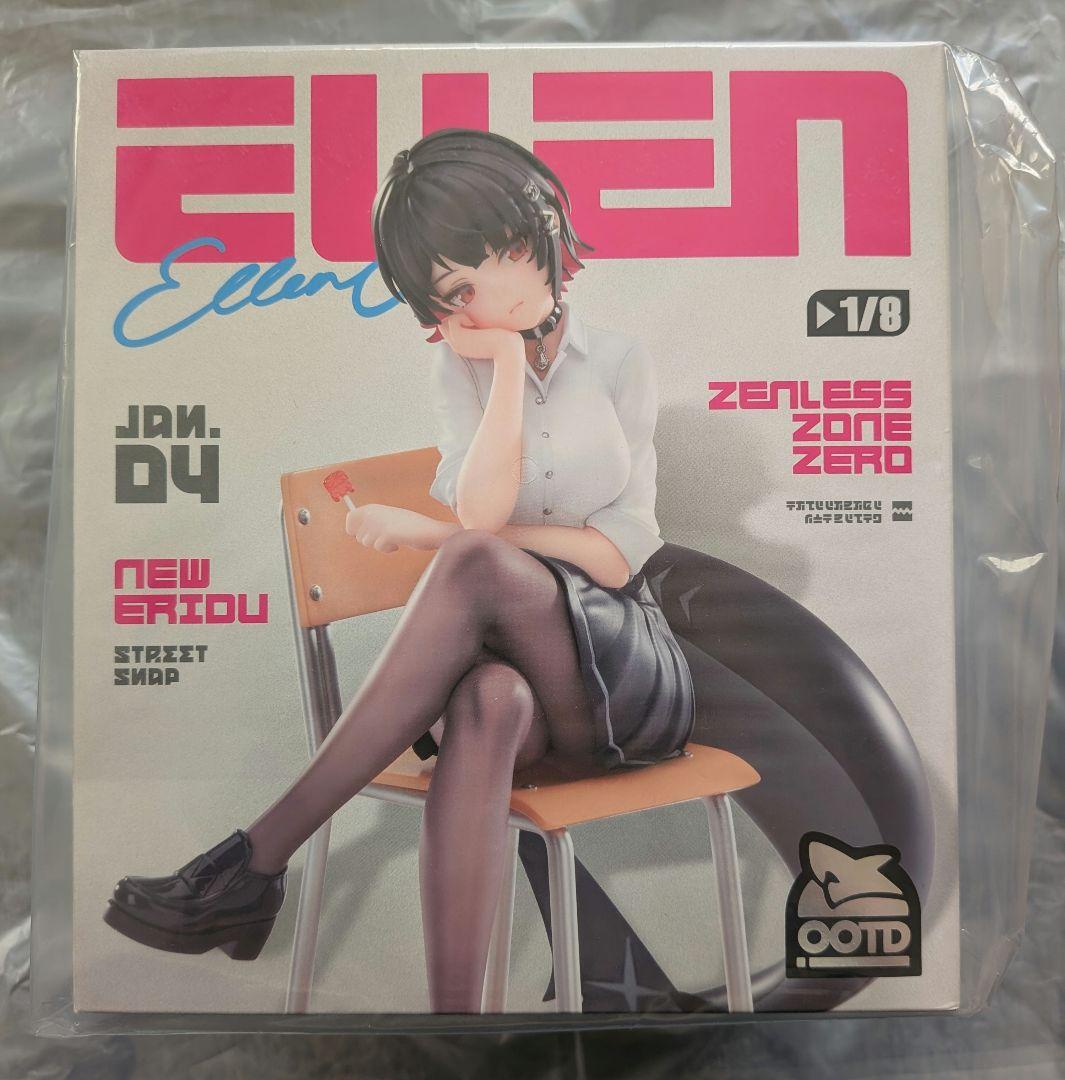 ELLEN
Ellen
1/8
JAN.
04
ZENLESS
ZONE
ZERO
NEW
ERIDU
STREET
SNAP
OOTD